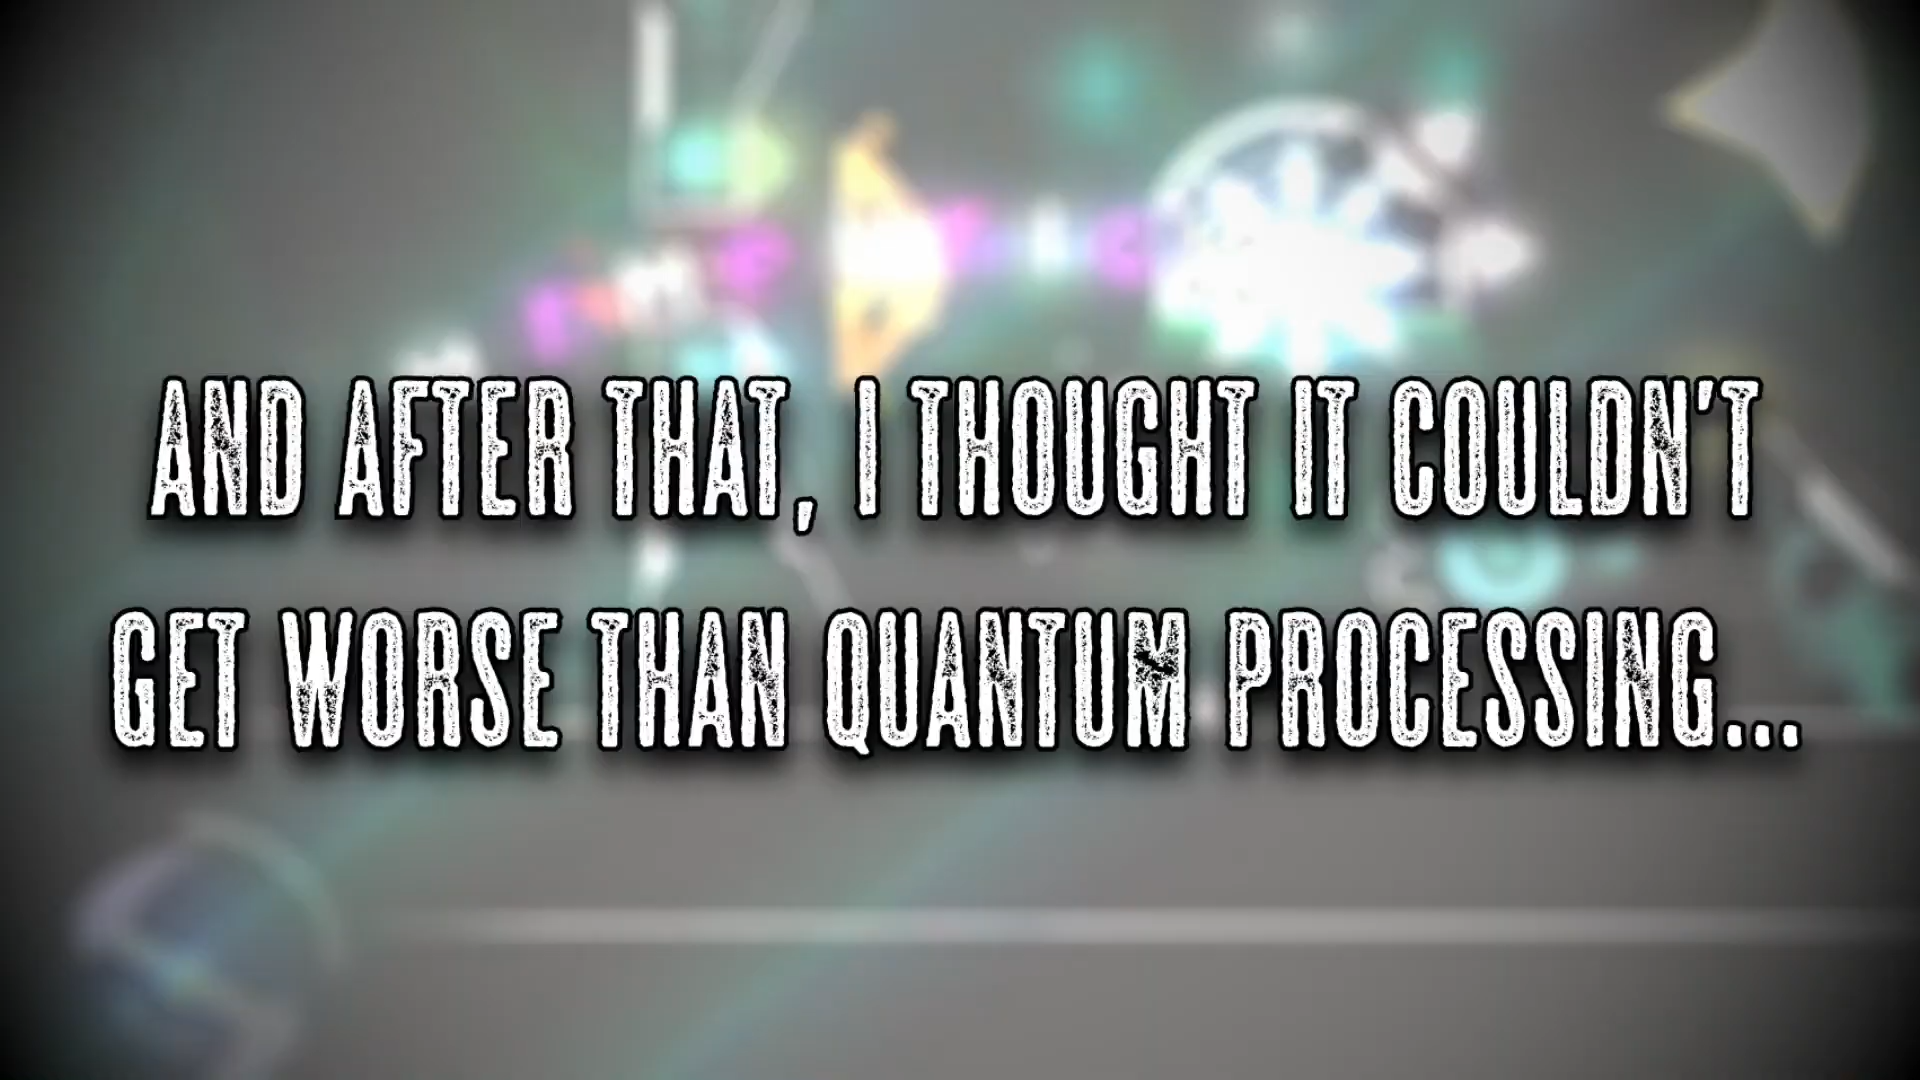 AND AFTER THAT, I THOUGHT IT COULDN'T
GET WORSE THAN QUANTUM PROCESSING...